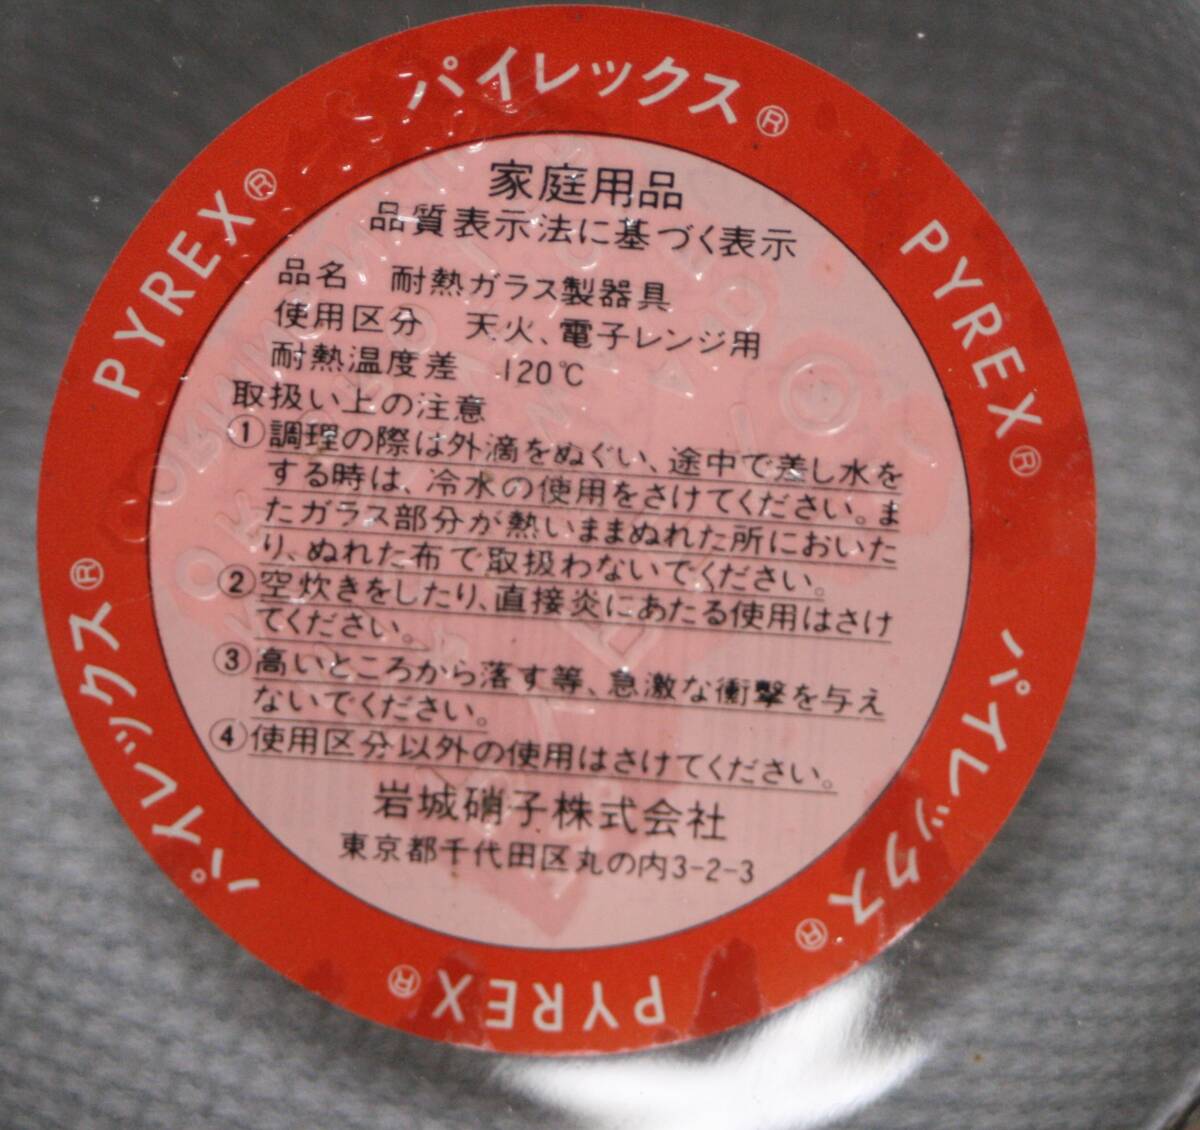 パイレックス®
PYREX®
パイレックス®
PYREX®
パイレックス®
PYREX®
家庭用品
品質表示法に基づく表示
品名 耐熱ガラス製器具
使用区分 天火、電子レンジ用
耐熱温度差 120℃
取扱い上の注意
①調理の際は外滴をぬぐい、途中で差し水を
する時は、冷水の使用をさけてください。ま
たガラス部分が熱いままぬれた所においた
り、ぬれた布で取扱わないでください。
②空炊きをしたり、直接炎にあたる使用はさけ
てください。
③高いところから落す等、急激な衝撃を与え
ないでください。
④使用区分以外の使用はさけてください。
岩城硝子株式会社
東京都千代田区丸の内3-2-3